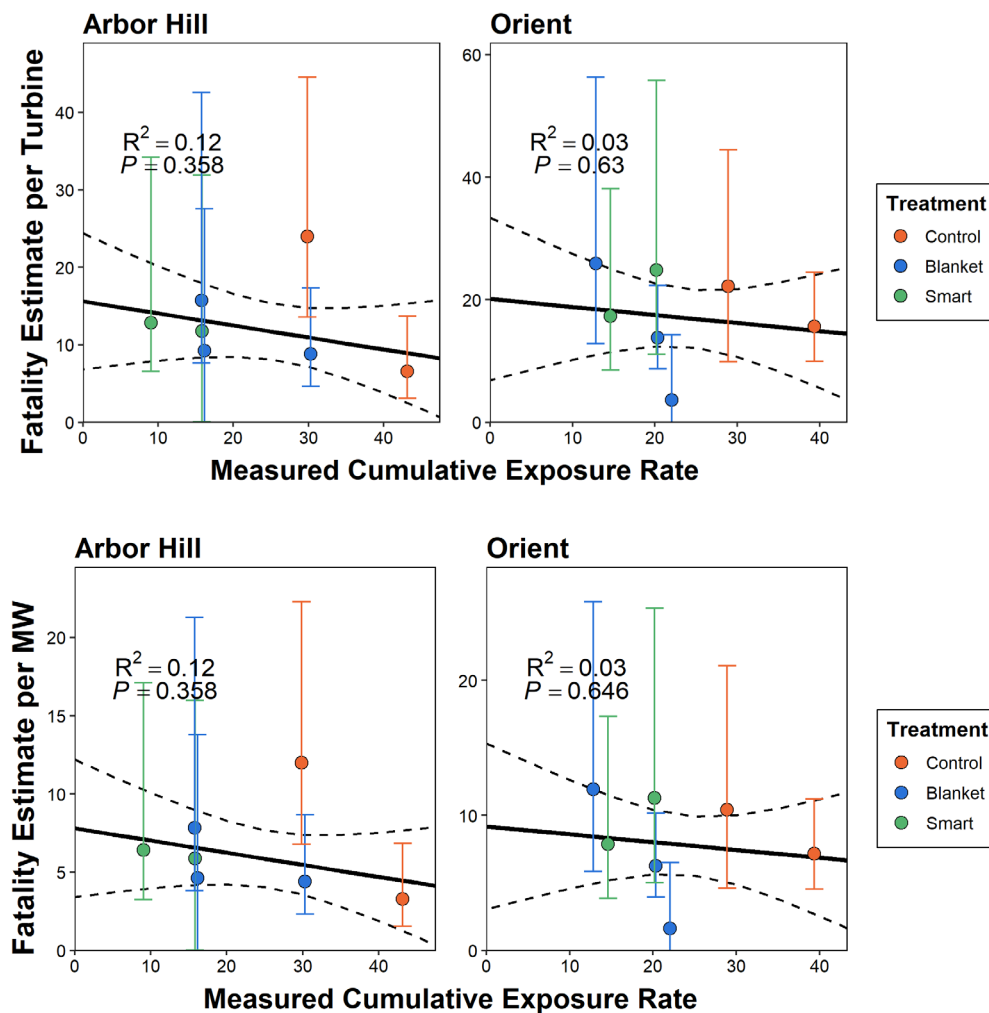 Arbor Hill
Orient
Fatality Estimate per Turbine
40
30
20
10
0
R² = 0.12
P = 0.358
0 10 20 30 40
60
40
20
0
R² = 0.03
P = 0.63
0 10 20 30 40
Measured Cumulative Exposure Rate
Treatment
Control
Blanket
Smart
Arbor Hill
Orient
Fatality Estimate per MW
20
15
10
5
0
R² = 0.12
P = 0.358
0 10 20 30 40
20
10
0
R² = 0.03
P = 0.646
0 10 20 30 40
Measured Cumulative Exposure Rate
Treatment
Control
Blanket
Smart